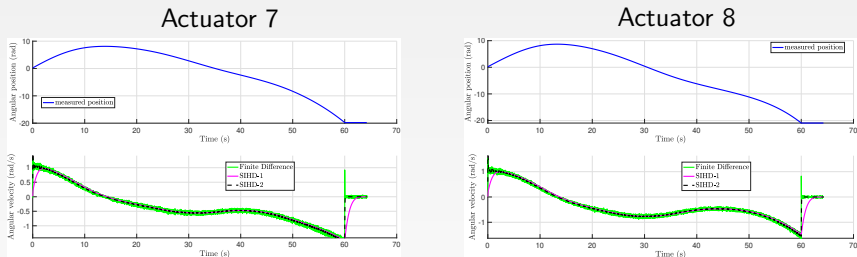 Actuator 7
Angular position (rad)
10
0
-10
-20
0 10 20 30 40 50 60 70
Time (s)
measured position
Angular velocity (rad/s)
1
0.5
0
-0.5
-1
0 10 20 30 40 50 60 70
Time (s)
Finite Difference
SIHD-1
SIHD-2
Actuator 8
Angular position (rad)
10
0
-10
-20
0 10 20 30 40 50 60 70
Time (s)
measured position
Angular velocity (rad/s)
1
0
-1
0 10 20 30 40 50 60 70
Time (s)
Finite Difference
SIHD-1
SIHD-2